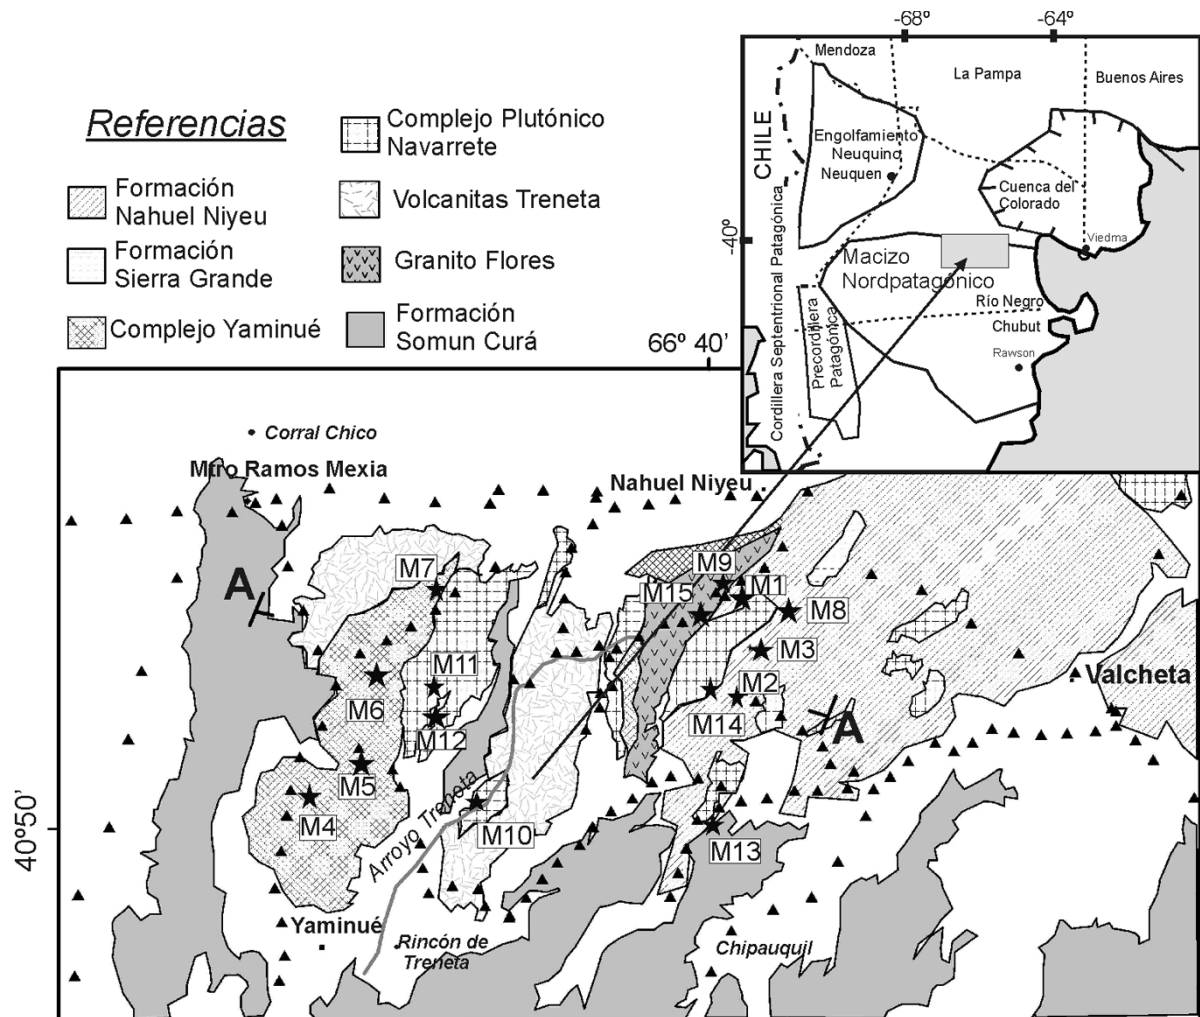 -68º
-64º
Mendoza
La Pampa
Buenos Aires
CHILE
Engolfamiento
Neuquino
Neuquen
Cuenca del
Colorado
Viedma
-40º
Cordillera Septentrional Patagónica
Macizo
Nordpatagónico
Río Negro
Chubut
Precordillera
Patagónica
Rawson
Referencias
Formación
Nahuel Niyeu
Formación
Sierra Grande
Complejo Yaminué
Complejo Plutónico
Navarrete
Volcanitas Treneta
Granito Flores
Formación
Somun Curá
66º 40'
Corral Chico
Mtro Ramos Mexia
Nahuel Niyeu
M7
M9
A
M15
M1
M8
M11
M3
M6
M2
Valcheta
M12
M14
A
M5
M4
Arroyo Treneta
M10
M13
40º50'
Yaminué
Rincón de
Treneta
Chipauquil